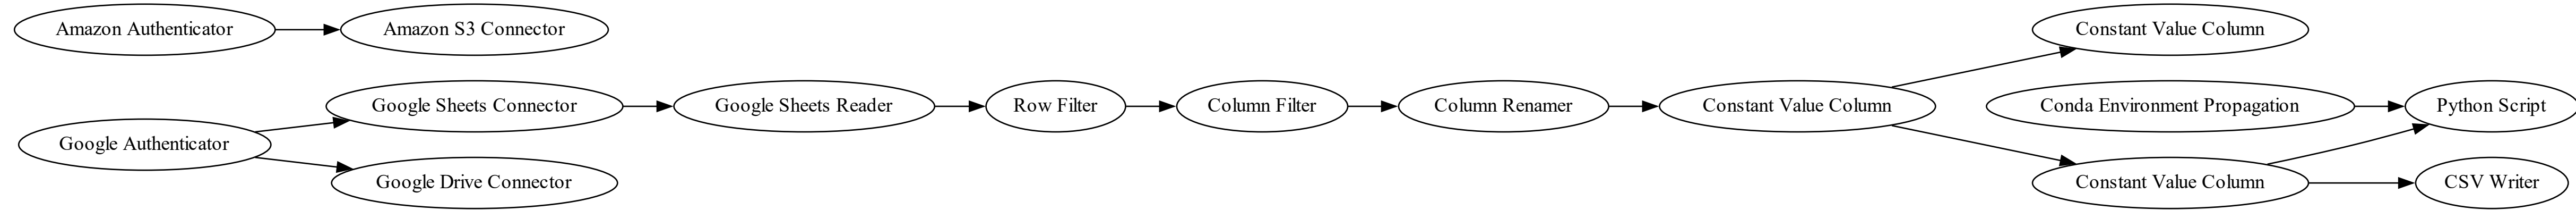 Amazon Authenticator
Amazon S3 Connector
Constant Value Column
Google Sheets Connector
Google Sheets Reader
Row Filter
Column Filter
Column Renamer
Constant Value Column
Conda Environment Propagation
Python Script
Google Authenticator
Google Drive Connector
Constant Value Column
CSV Writer